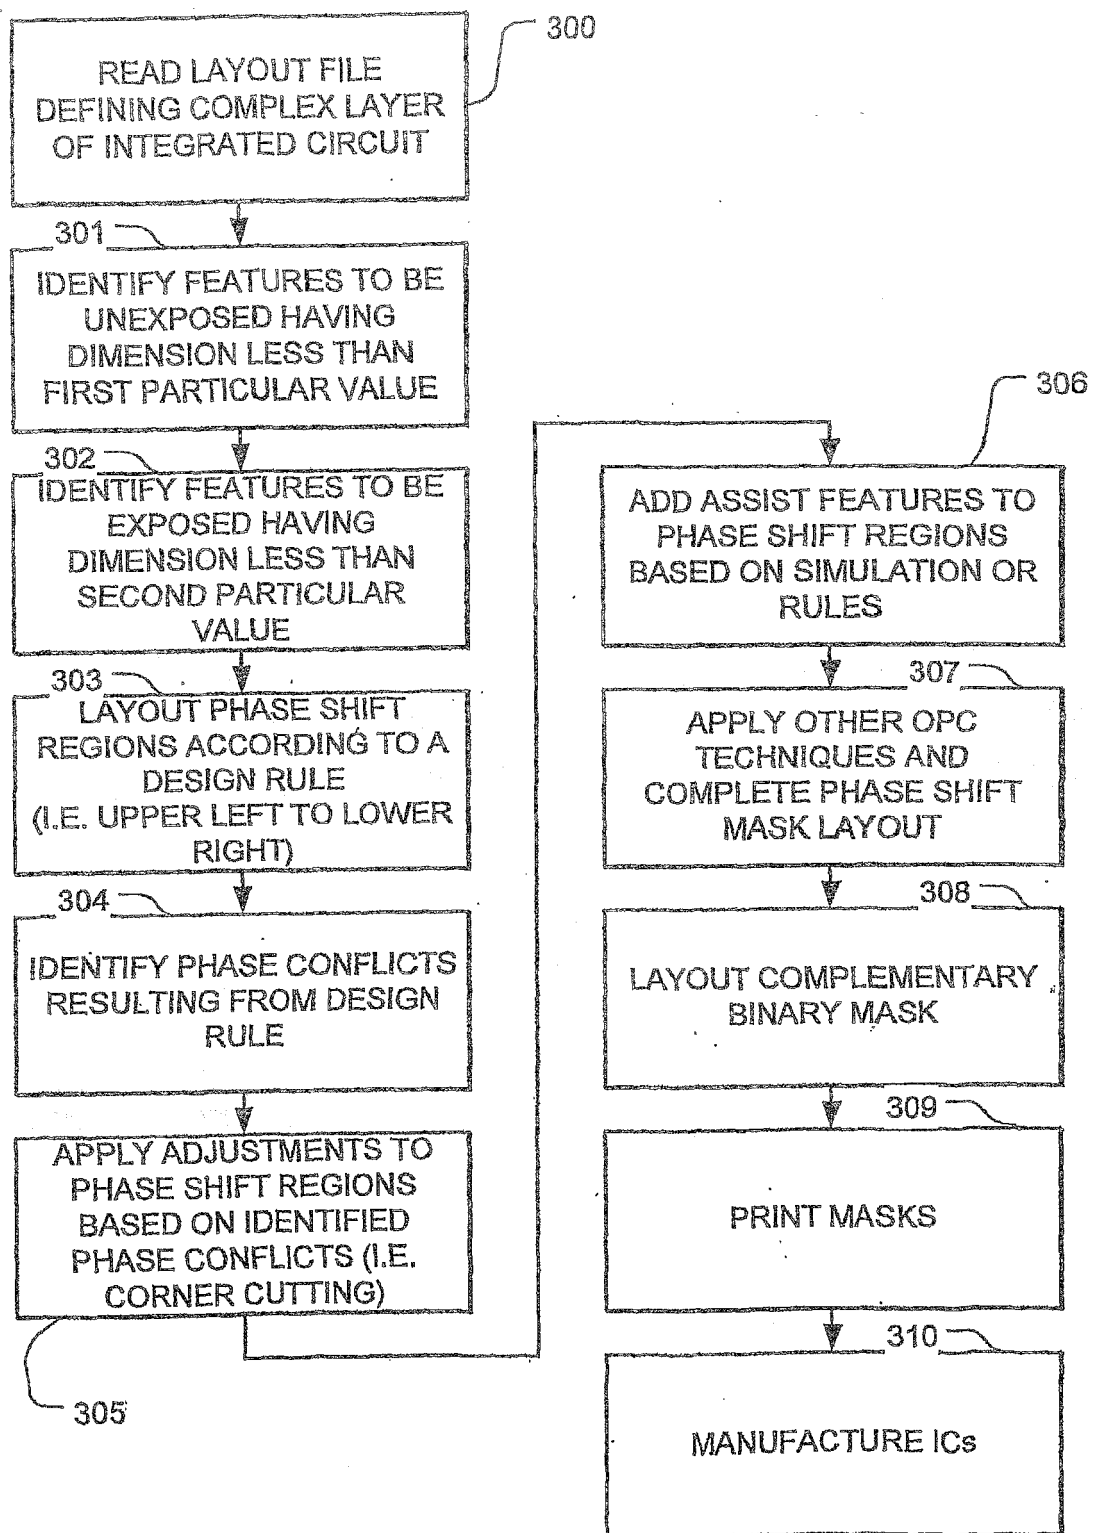 300
READ LAYOUT FILE
DEFINING COMPLEX LAYER
OF INTEGRATED CIRCUIT
301
IDENTIFY FEATURES TO BE
UNEXPOSED HAVING
DIMENSION LESS THAN
FIRST PARTICULAR VALUE
302
IDENTIFY FEATURES TO BE
EXPOSED HAVING
DIMENSION LESS THAN
SECOND PARTICULAR
VALUE
303
LAYOUT PHASE SHIFT
REGIONS ACCORDING TO A
DESIGN RULE
(I.E. UPPER LEFT TO LOWER
RIGHT)
304
IDENTIFY PHASE CONFLICTS
RESULTING FROM DESIGN
RULE
APPLY ADJUSTMENTS TO
PHASE SHIFT REGIONS
BASED ON IDENTIFIED
PHASE CONFLICTS (I.E.
CORNER CUTTING)
305
306
ADD ASSIST FEATURES TO
PHASE SHIFT REGIONS
BASED ON SIMULATION OR
RULES
307
APPLY OTHER OPC
TECHNIQUES AND
COMPLETE PHASE SHIFT
MASK LAYOUT
308
LAYOUT COMPLEMENTARY
BINARY MASK
309
PRINT MASKS
310
MANUFACTURE ICs